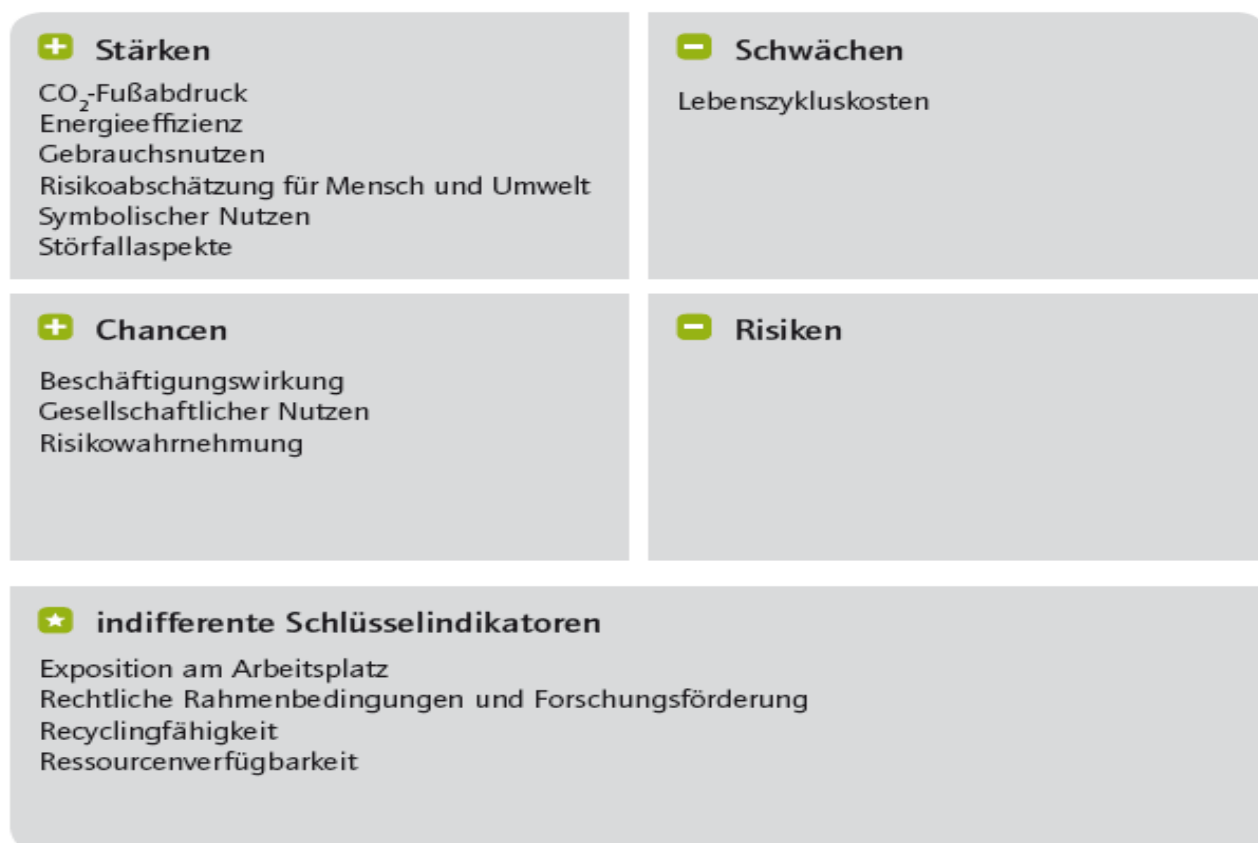 Stärken
CO₂-Fußabdruck
Energieeffizienz
Gebrauchsnutzen
Risikoabschätzung für Mensch und Umwelt
Symbolischer Nutzen
Störfallaspekte
Schwächen
Lebenszykluskosten
Chancen
Beschäftigungswirkung
Gesellschaftlicher Nutzen
Risikowahrnehmung
Risiken
indifferente Schlüsselindikatoren
Exposition am Arbeitsplatz
Rechtliche Rahmenbedingungen und Forschungsförderung
Recyclingfähigkeit
Ressourcenverfügbarkeit